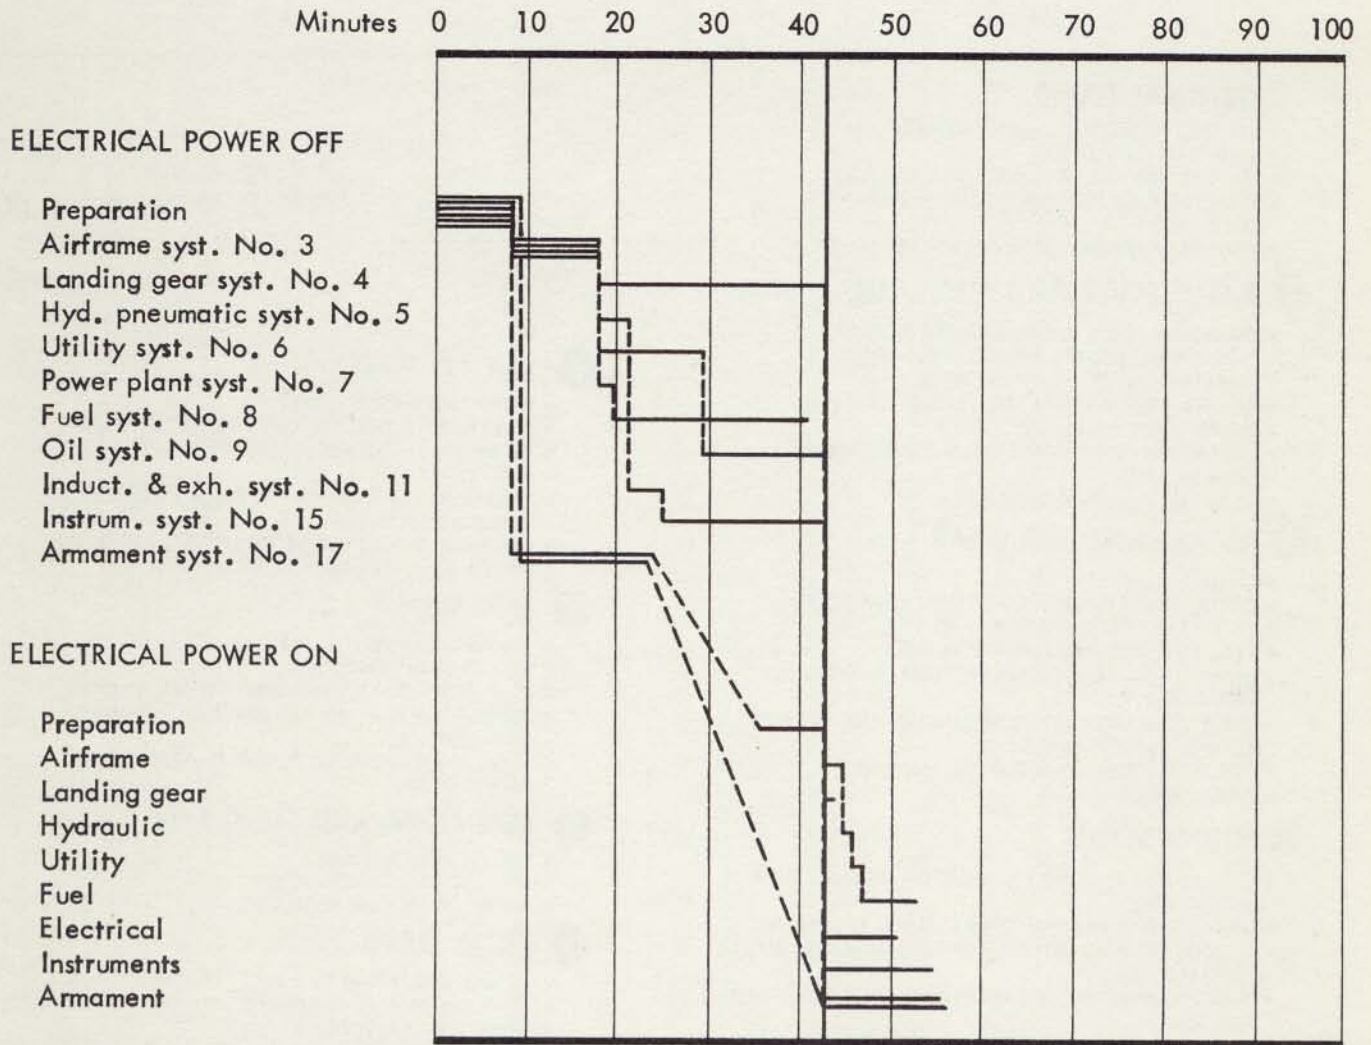 Minutes 0 10 20 30 40 50 60 70 80 90 100
ELECTRICAL POWER OFF
Preparation
Airframe syst. No. 3
Landing gear syst. No. 4
Hyd. pneumatic syst. No. 5
Utility syst. No. 6
Power plant syst. No. 7
Fuel syst. No. 8
Oil syst. No. 9
Induct. & exh. syst. No. 11
Instrum. syst. No. 15
Armament syst. No. 17
ELECTRICAL POWER ON
Preparation
Airframe
Landing gear
Hydraulic
Utility
Fuel
Electrical
Instruments
Armament